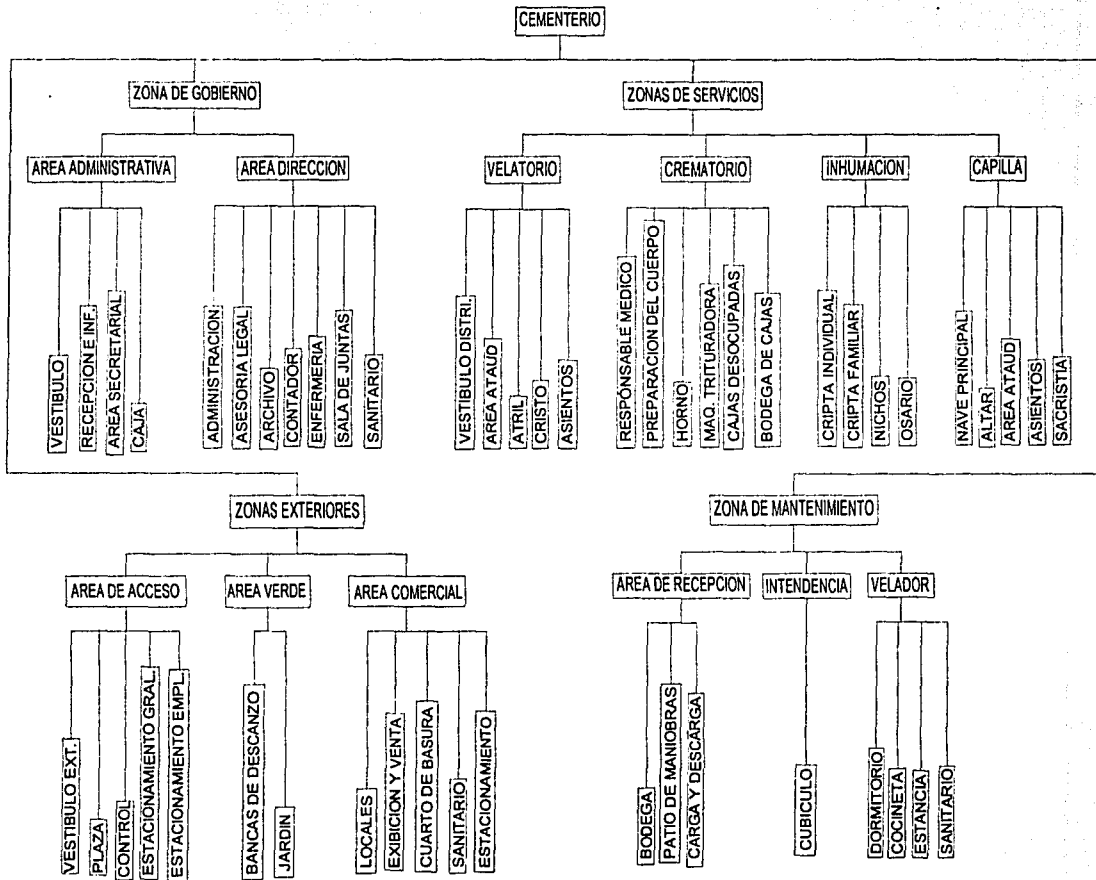 CEMENTERIO
ZONA DE GOBIERNO
ZONAS DE SERVICIOS
AREA ADMINISTRATIVA
AREA DIRECCION
VELATORIO
CREMATORIO
INHUMACION
CAPILLA
VESTIBULO
RECEPCION E INF.
AREA SECRETARIAL
CAJA
ADMINISTRACION
ASESORIA LEGAL
ARCHIVO
CONTADOR
ENFERMERIA
SALA DE JUNTAS
SANITARIO
VESTIBULO DISTRI.
AREA ATAUD
ATRIL
CRISTO
ASIENTOS
RESPONSABLE MEDICO
PREPARACION DEL CUERPO
HORNO
MAQ. TRITURADORA
CAJAS DESOCUPADAS
BODEGA DE CAJAS
CRIPTA INDIVIDUAL
CRIPTA FAMILIAR
NICHOS
OSARIO
NAVE PRINCIPAL
ALTAR
AREA ATAUD
ASIENTOS
SACRISTIA
ZONAS EXTERIORES
ZONA DE MANTENIMIENTO
AREA DE ACCESO
AREA VERDE
AREA COMERCIAL
AREA DE RECEPCION
INTENDENCIA
VELADOR
VESTIBULO EXT.
PLAZA
CONTROL
ESTACIONAMIENTO GRAL.
ESTACIONAMIENTO EMPL.
BANCAS DE DESCANZO
JARDIN
LOCALES
EXIBICION Y VENTA
CUARTO DE BASURA
SANITARIO
ESTACIONAMIENTO
BODEGA
PATIO DE MANIOBRAS
CARGA Y DESCARGA
CUBICULO
DORMITORIO
COCINETA
ESTANCIA
SANITARIO